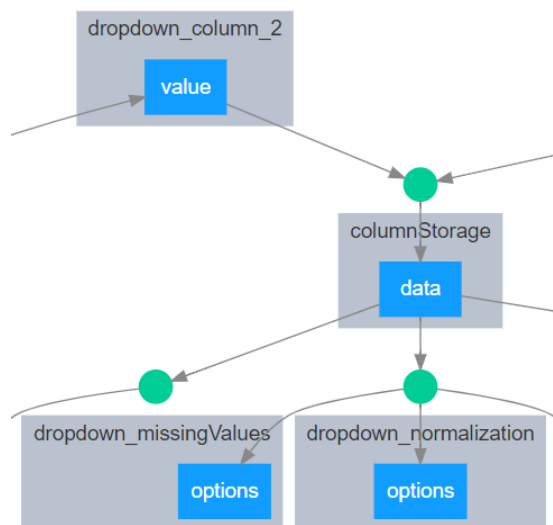 dropdown_column_2
value
columnStorage
data
dropdown_missingValues
dropdown_normalization
options
options